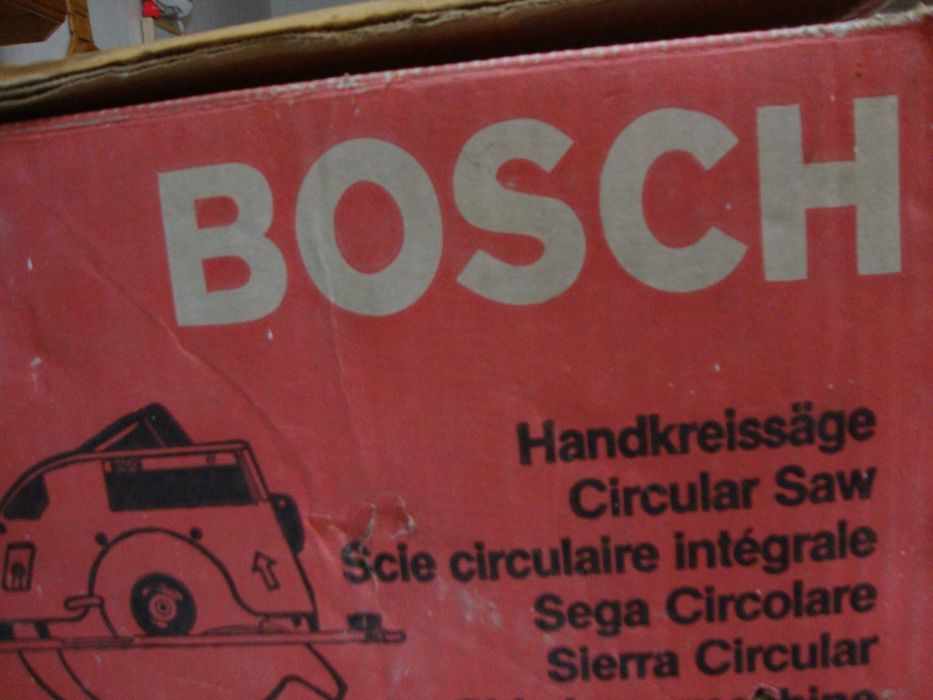 BOSCH
Handkreissäge
Circular Saw
Scie circulaire intégrale
Sega Circolare
Sierra Circular